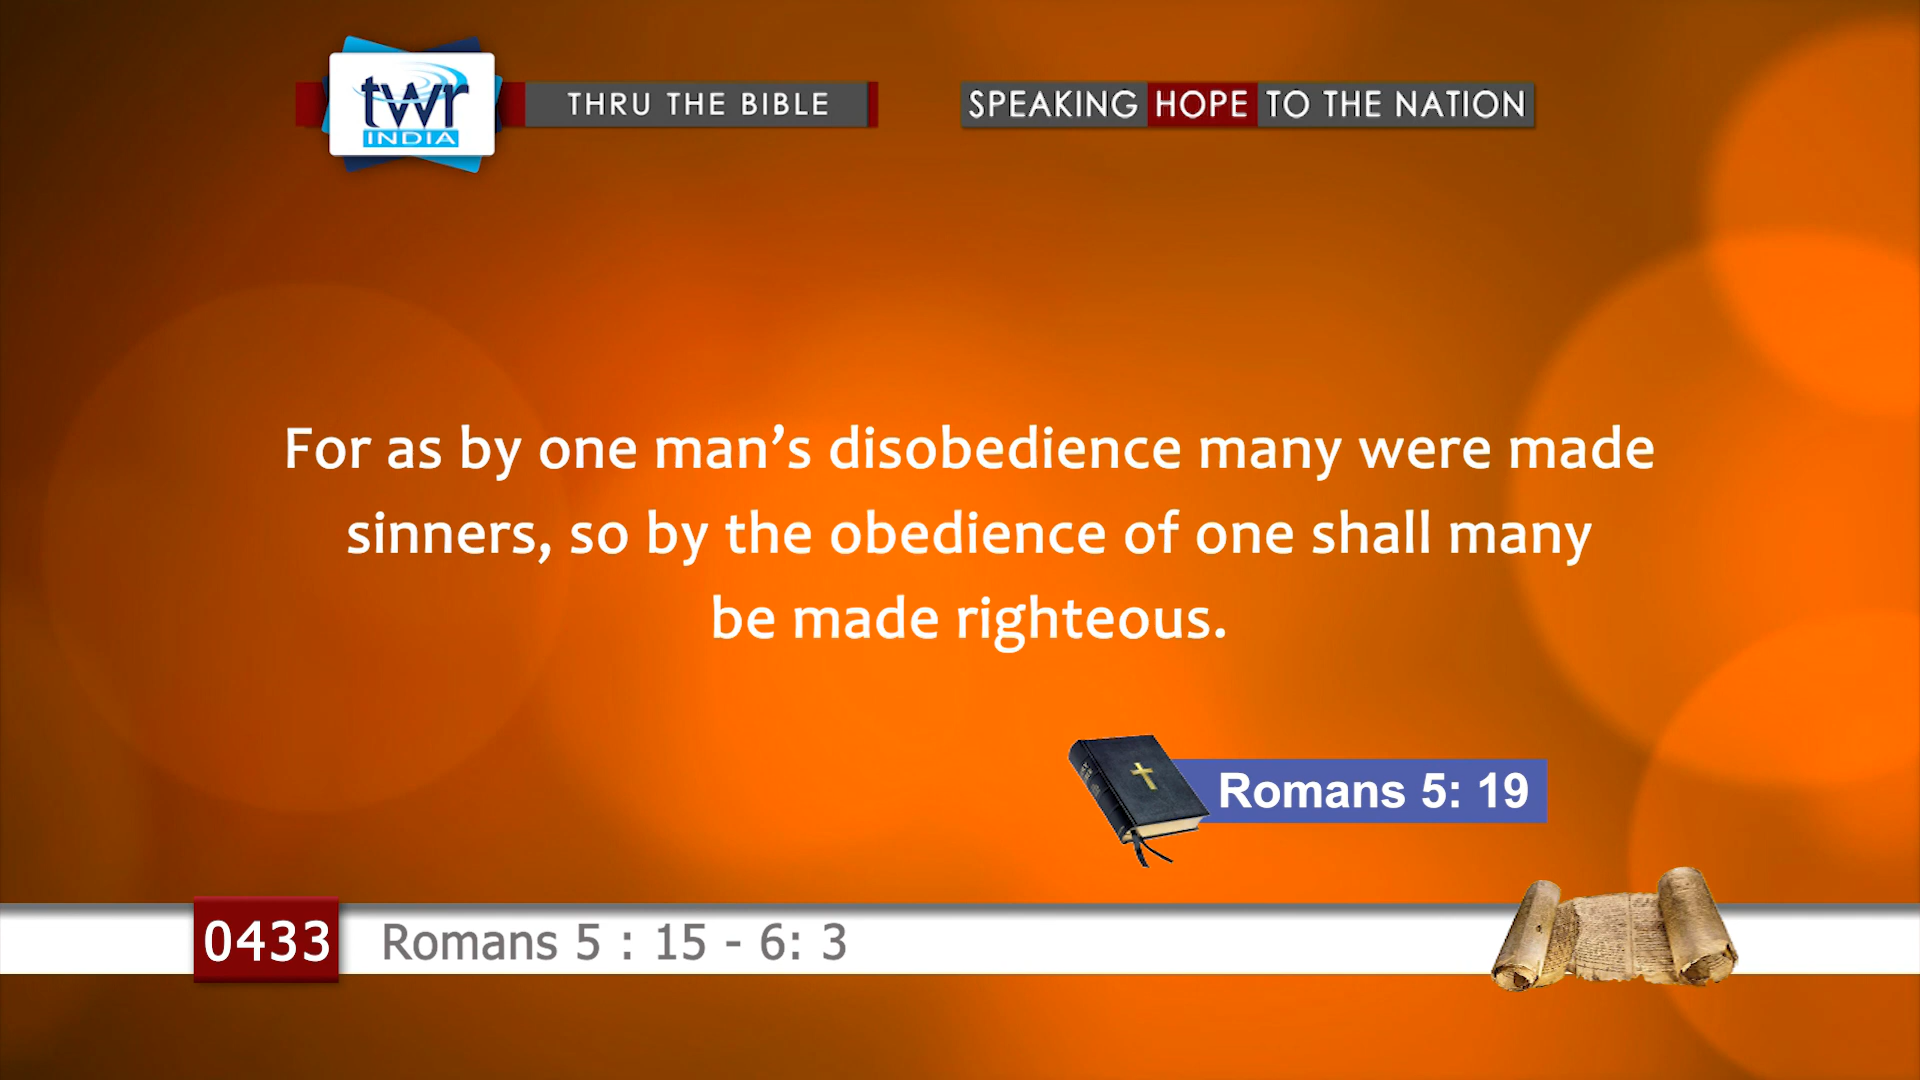 twr
INDIA
THRU THE BIBLE
SPEAKING HOPE TO THE NATION
For as by one man’s disobedience many were made
sinners, so by the obedience of one shall many
be made righteous.
Romans 5: 19
0433
Romans 5 : 15 - 6: 3